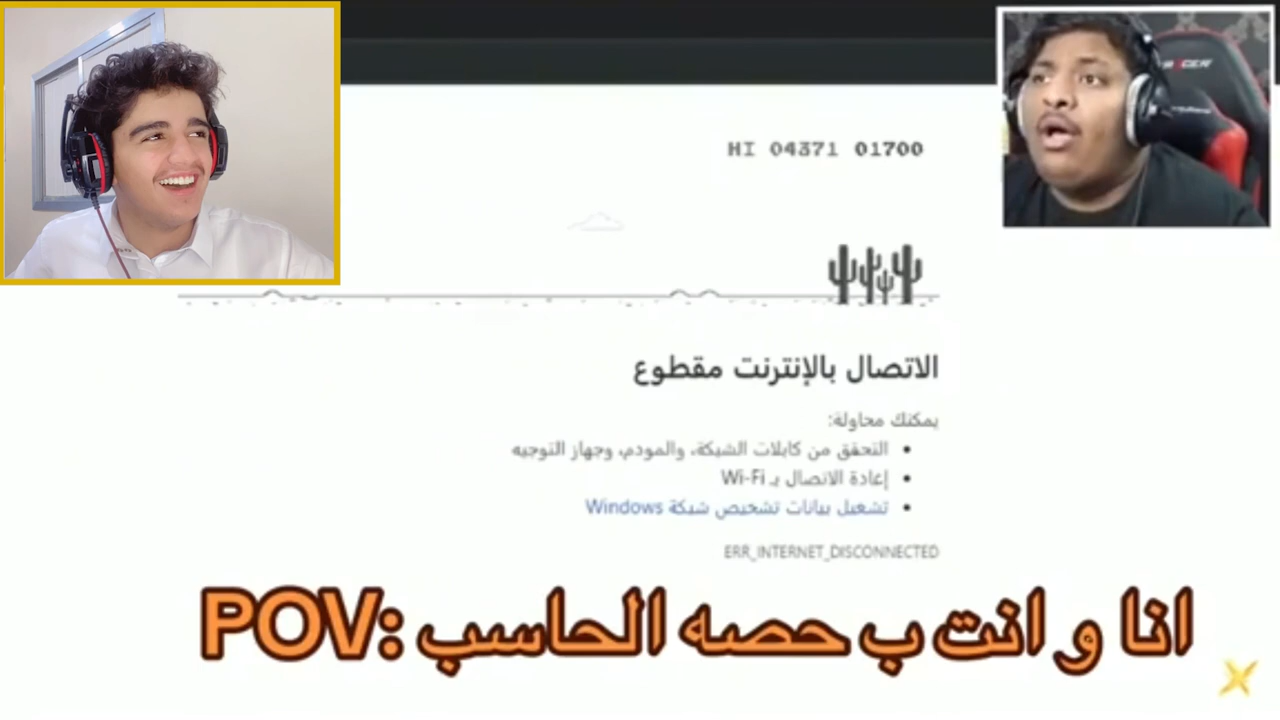 HI 04371 01700
الاتصال بالإنترنت مقطوع
يمكنك محاولة:
• التحقق من كابلات الشبكة، والمودم، وجهاز التوجيه
• إعادة الاتصال بـ Wi-Fi
• تشغيل بيانات تشخيص شبكة Windows
ERR_INTERNET_DISCONNECTED
POV: انا و انت ب حصه الحاسب